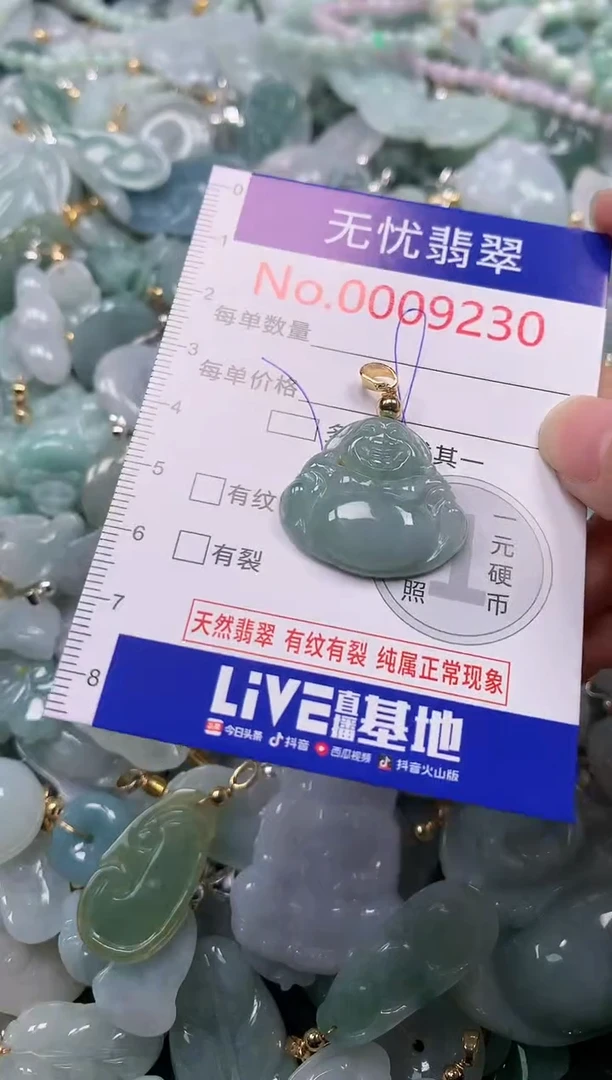 0
无忧翡翠
1
No.0009230
2
每单数量
3
每单价格
4
其一
5
有纹
一元硬币
6
有裂
照
1
7
天然翡翠 有纹有裂 纯属正常现象
8
LiVE直播基地
今日头条 抖音 西瓜视频 抖音火山版